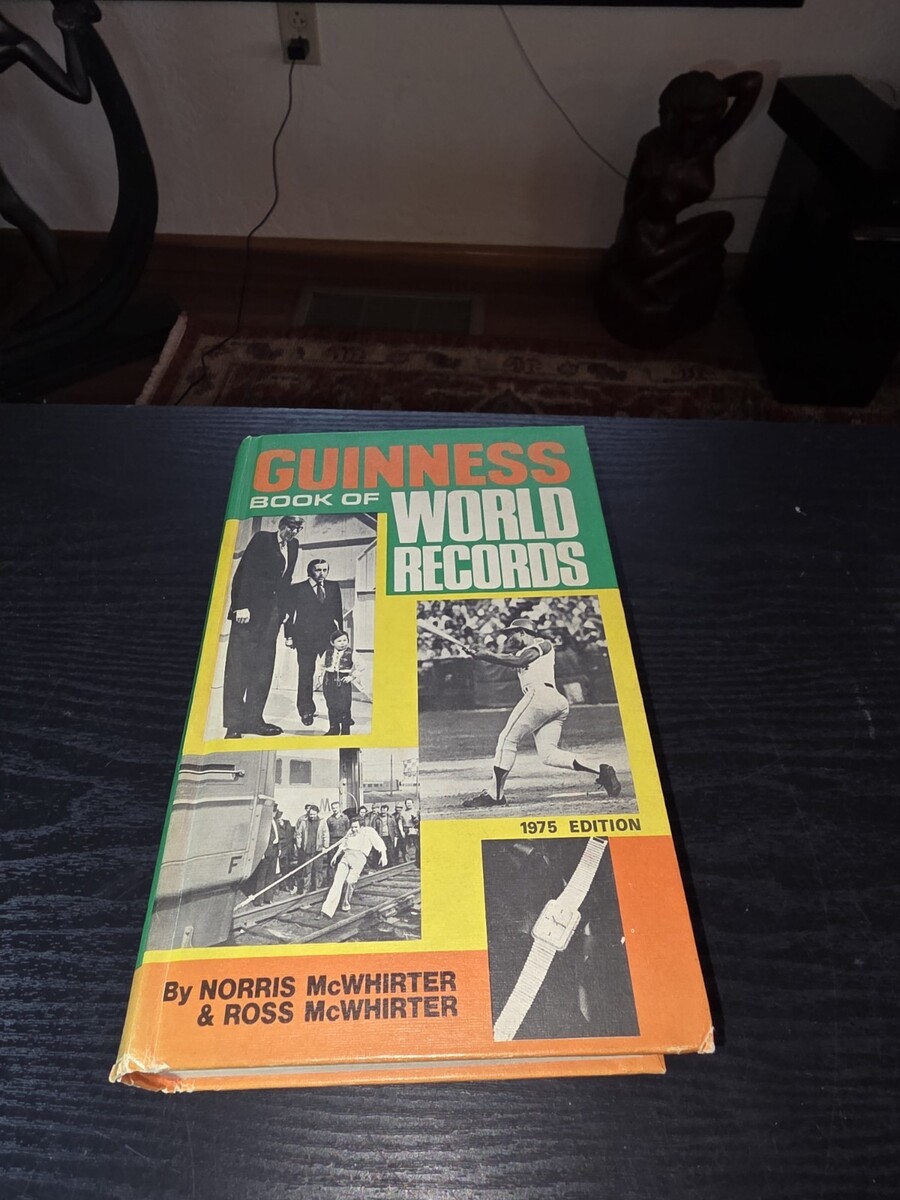 GUINNESS
BOOK OF WORLD
RECORDS
1975 EDITION
By NORRIS McWHIRTER
& ROSS McWHIRTER
F